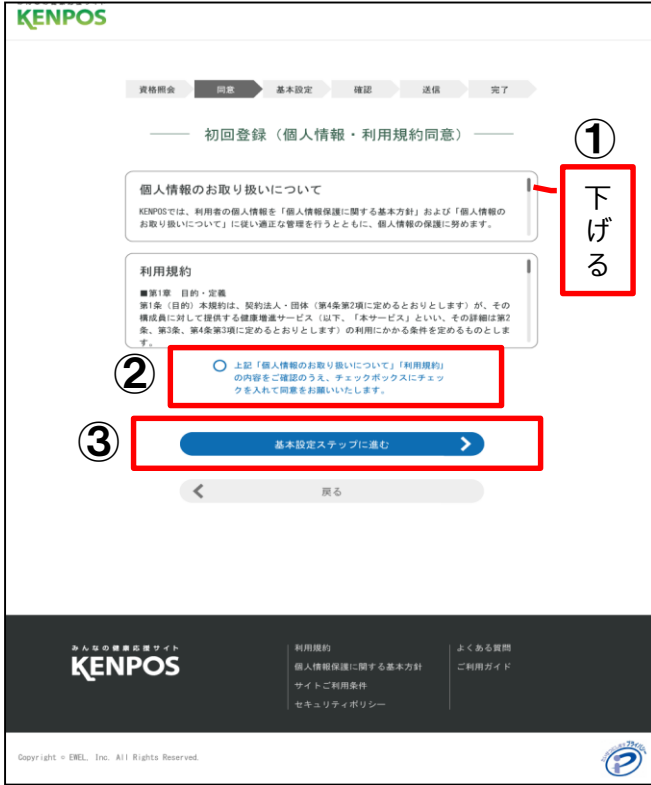 KENPOS
資格照会
同意
基本設定
確認
送信
完了
初回登録（個人情報・利用規約同意）
①
下げる
個人情報のお取り扱いについて
KENPOSでは、利用者の個人情報を「個人情報保護に関する基本方針」および「個人情報の
お取り扱いについて」に従い適正な管理を行うとともに、個人情報の保護に努めます。
利用規約
■第1章　目的・定義
第1条（目的）本規約は、契約法人・団体（第4条第2項に定めるとおりとします）が、その
構成員に対して提供する健康増進サービス（以下、「本サービス」といい、その詳細は第2
条、第3条、第4条第3項に定めるとおりとします）の利用にかかる条件を定めるものとしま
す。
②
上記「個人情報のお取り扱いについて」「利用規約」
の内容をご確認のうえ、チェックボックスにチェッ
クを入れて同意をお願いいたします。
③
基本設定ステップに進む
戻る
みんなの健康応援サイト
KENPOS
利用規約
個人情報保護に関する基本方針
サイトご利用条件
セキュリティポリシー
よくある質問
ご利用ガイド
Copyright © EWEL, Inc. All Rights Reserved.